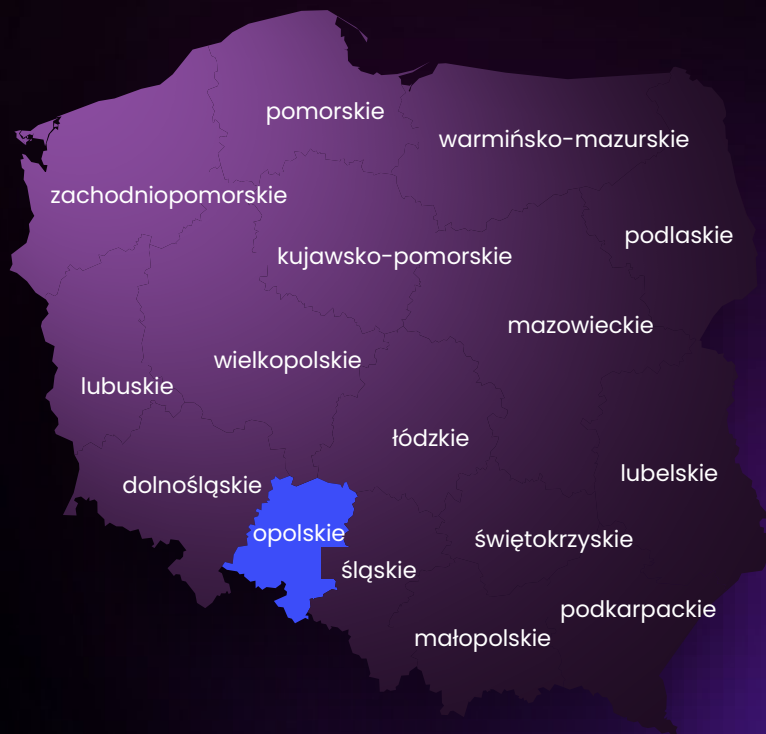 pomorskie
warmińsko-mazurskie
zachodniopomorskie
podlaskie
kujawsko-pomorskie
mazowieckie
wielkopolskie
lubuskie
łódzkie
lubelskie
dolnośląskie
opolskie
świętokrzyskie
śląskie
podkarpackie
małopolskie